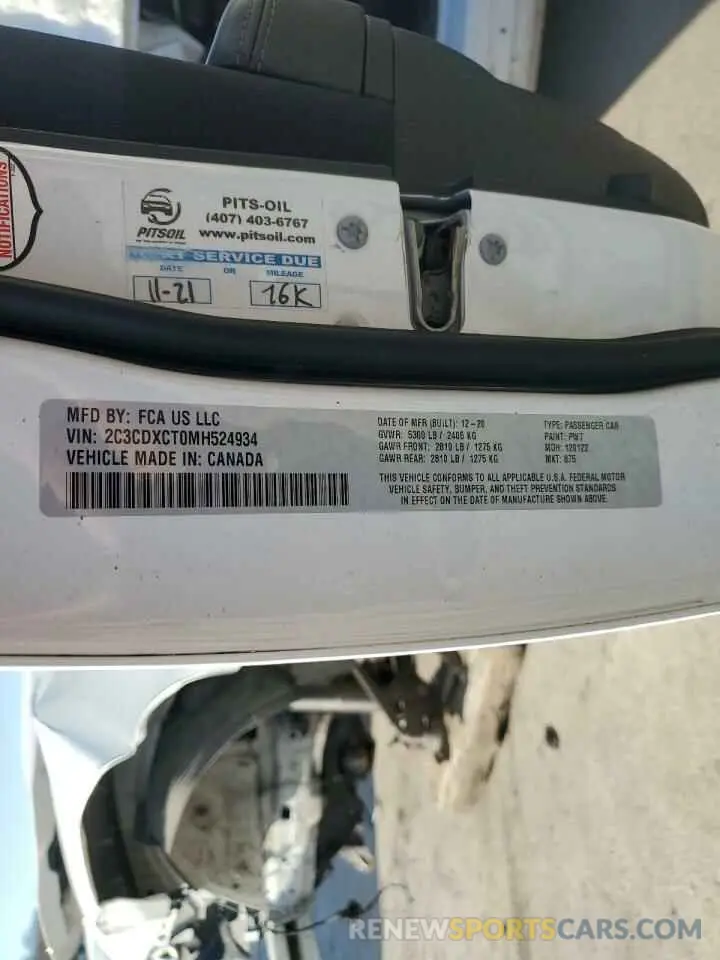 NOTIFICATIONS
PITSOIL
PITS-OIL
(407) 403-6767
www.pitsoil.com
SERVICE DUE
DATE OR MILEAGE
11-21 16K
MFD BY: FCA US LLC
VIN: 2C3CDXCT0MH524934
VEHICLE MADE IN: CANADA
DATE OF MFR (BUILT): 12-20
GVWR: 5300 LB / 2405 KG
GAWR FRONT: 2810 LB / 1275 KG
GAWR REAR: 2810 LB / 1275 KG
TYPE: PASSENGER CAR
PAINT: PW7
MDH: 120122
MKT: 875
THIS VEHICLE CONFORMS TO ALL APPLICABLE U.S.A. FEDERAL MOTOR
VEHICLE SAFETY, BUMPER, AND THEFT PREVENTION STANDARDS
IN EFFECT ON THE DATE OF MANUFACTURE SHOWN ABOVE.
RENEWSPORTSCARS.COM